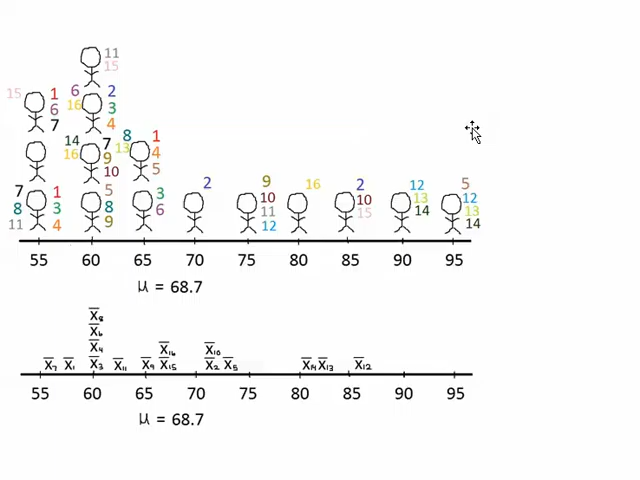 11
15
15 1 6 2
6 16 3
7 4
14 7 8 1
16 9 13 4
10 5
7 1 5 3 2 9 16 2 12 5
8 3 8 6 10 10 13 12
11 4 9 11 15 14 13
12 14
55 60 65 70 75 80 85 90 95
μ = 68.7
X̄₈
X̄₆
X̄₄ X̄₁₆ X̄₁₀
X̄₇ X̄₁ X̄₃ X̄₁₁ X̄₉ X̄₁₅ X̄₂ X̄₅ X̄₁₄ X̄₁₃ X̄₁₂
55 60 65 70 75 80 85 90 95
μ = 68.7